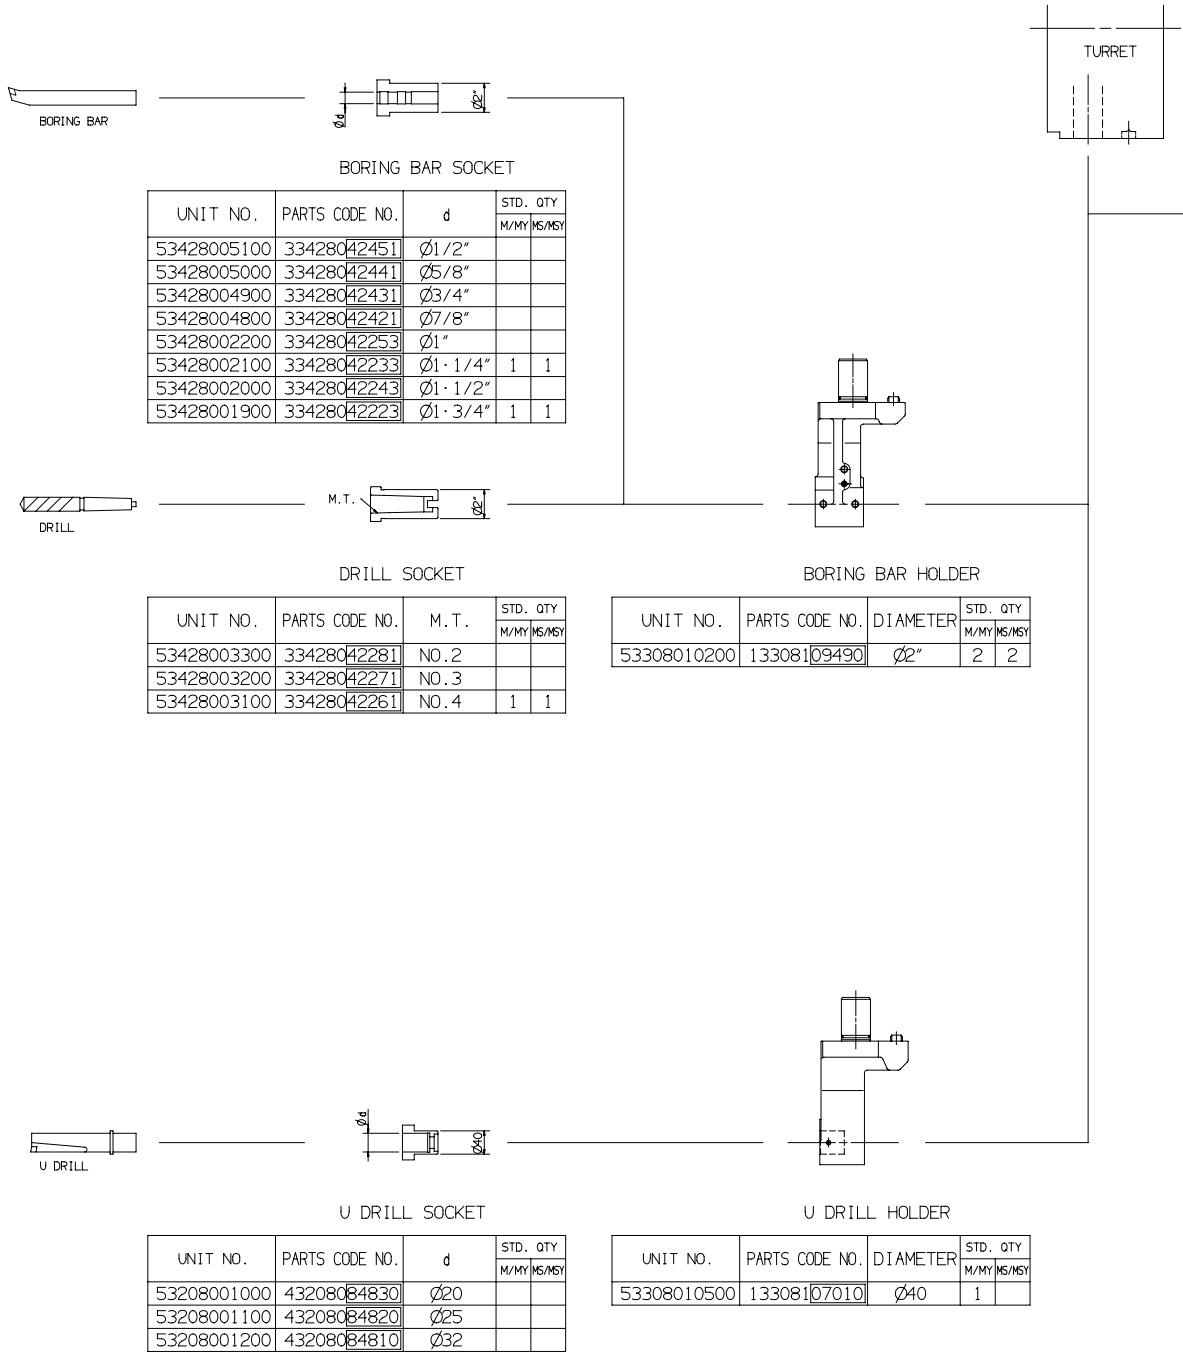 TURRET
BORING BAR
Ød
Ø2"
BORING BAR SOCKET
UNIT NO. PARTS CODE NO. d STD. QTY
M/MY MS/MSY
53428005100 33428042451 Ø1/2"
53428005000 33428042441 Ø5/8"
53428004900 33428042431 Ø3/4"
53428004800 33428042421 Ø7/8"
53428002200 33428042253 Ø1"
53428002100 33428042233 Ø1·1/4" 1 1
53428002000 33428042243 Ø1·1/2"
53428001900 33428042223 Ø1·3/4" 1 1
DRILL
M.T.
Ø2"
DRILL SOCKET
UNIT NO. PARTS CODE NO. M.T. STD. QTY
M/MY MS/MSY
53428003300 33428042281 NO.2
53428003200 33428042271 NO.3
53428003100 33428042261 NO.4 1 1
BORING BAR HOLDER
UNIT NO. PARTS CODE NO. DIAMETER STD. QTY
M/MY MS/MSY
53308010200 13308109490 Ø2" 2 2
U DRILL
Ød
Ø40
U DRILL SOCKET
UNIT NO. PARTS CODE NO. d STD. QTY
M/MY MS/MSY
53208001000 43208084830 Ø20
53208001100 43208084820 Ø25
53208001200 43208084810 Ø32
U DRILL HOLDER
UNIT NO. PARTS CODE NO. DIAMETER STD. QTY
M/MY MS/MSY
53308010500 13308107010 Ø40 1